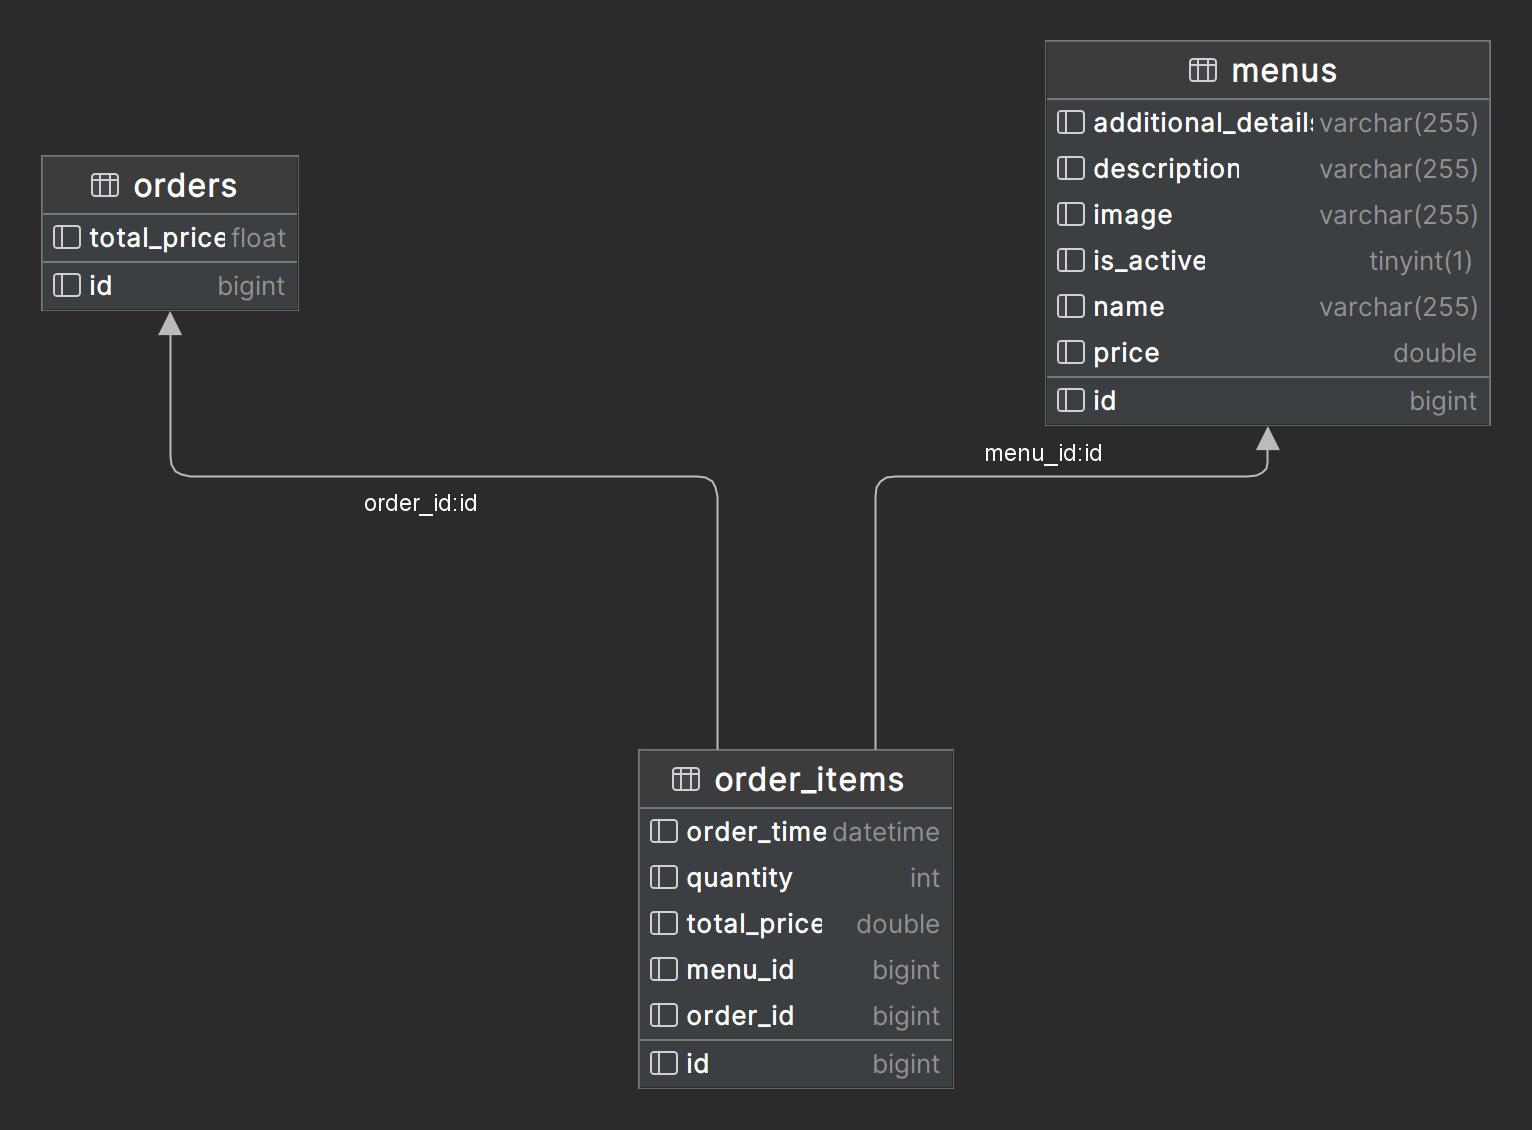 orders
total_price float
id bigint
menus
additional_details varchar(255)
description varchar(255)
image varchar(255)
is_active tinyint(1)
name varchar(255)
price double
id bigint
order_id:id
menu_id:id
order_items
order_time datetime
quantity int
total_price double
menu_id bigint
order_id bigint
id bigint